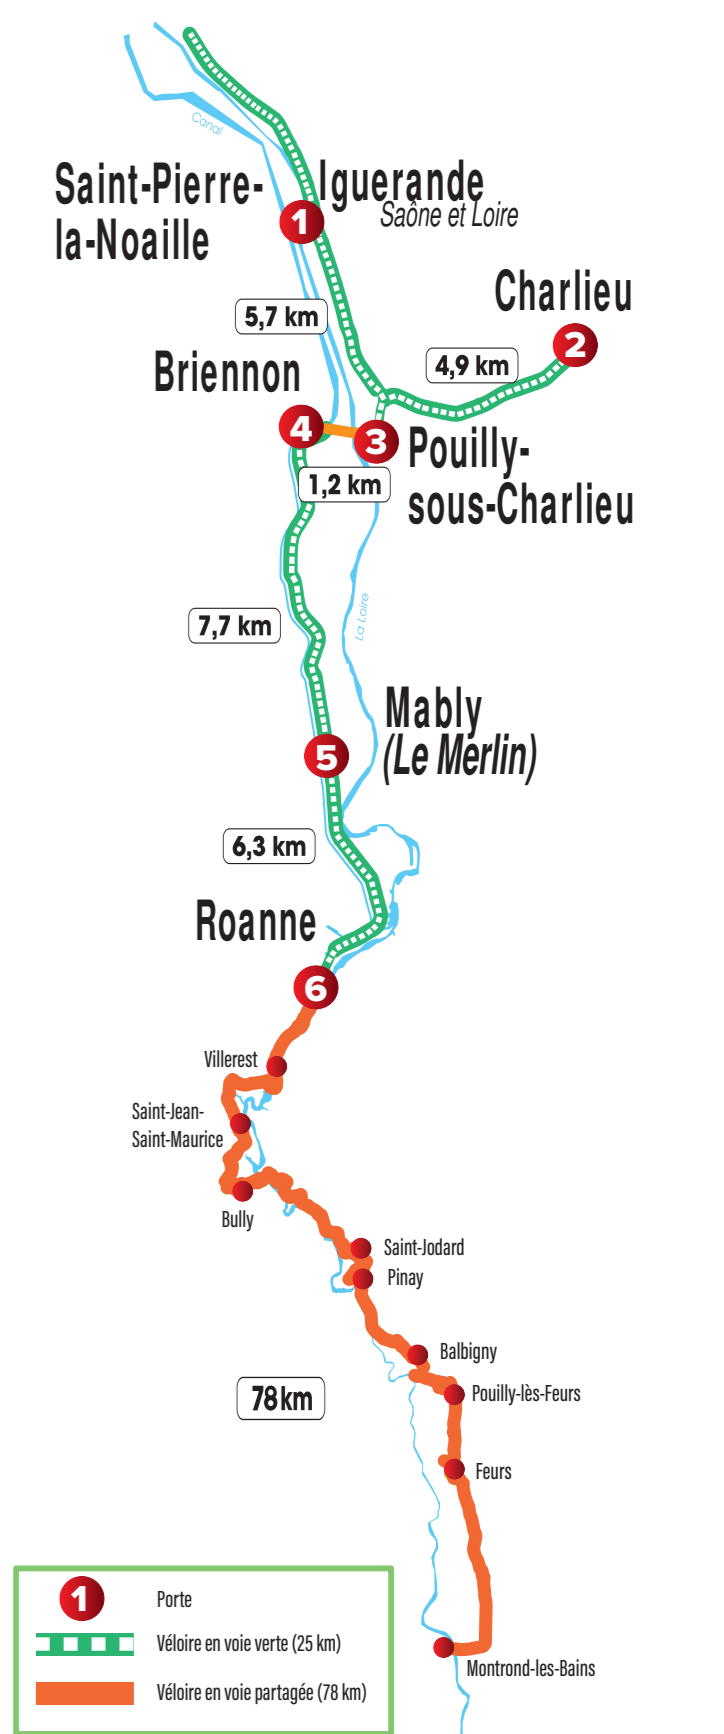 Canal
Saint-Pierre-
la-Noaille
Iguerande
Saône et Loire
1
5,7 km
Charlieu
2
4,9 km
Briennon
4
3
Pouilly-
sous-Charlieu
1,2 km
7,7 km
La Loire
Mably
(Le Merlin)
5
6,3 km
Roanne
6
Villerest
Saint-Jean-
Saint-Maurice
Bully
Saint-Jodard
Pinay
Balbigny
78km
Pouilly-lès-Feurs
Feurs
Montrond-les-Bains
1 Porte
Véloire en voie verte (25 km)
Véloire en voie partagée (78 km)